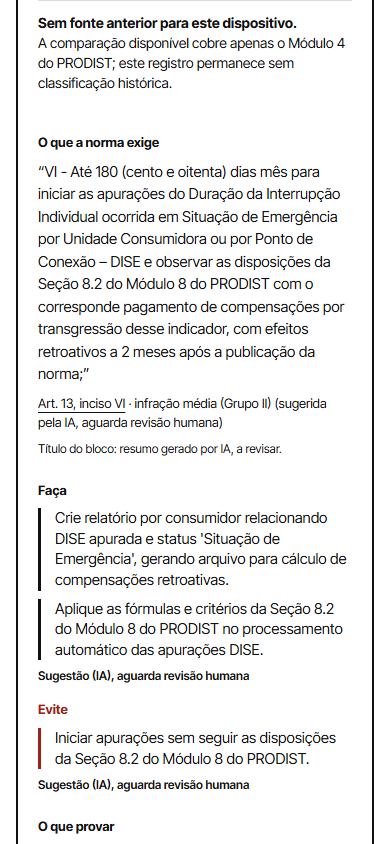 Sem fonte anterior para este dispositivo.
A comparação disponível cobre apenas o Módulo 4
do PRODIST; este registro permanece sem
classificação histórica.
O que a norma exige
“VI - Até 180 (cento e oitenta) dias mês para
iniciar as apurações do Duração da Interrupção
Individual ocorrida em Situação de Emergência
por Unidade Consumidora ou por Ponto de
Conexão – DISE e observar as disposições da
Seção 8.2 do Módulo 8 do PRODIST com o
corresponde pagamento de compensações por
transgressão desse indicador, com efeitos
retroativos a 2 meses após a publicação da
norma;”
Art. 13, inciso VI · infração média (Grupo II) (sugerida
pela IA, aguarda revisão humana)
Título do bloco: resumo gerado por IA, a revisar.
Faça
Crie relatório por consumidor relacionando
DISE apurada e status 'Situação de
Emergência', gerando arquivo para cálculo de
compensações retroativas.
Aplique as fórmulas e critérios da Seção 8.2
do Módulo 8 do PRODIST no processamento
automático das apurações DISE.
Sugestão (IA), aguarda revisão humana
Evite
Iniciar apurações sem seguir as disposições
da Seção 8.2 do Módulo 8 do PRODIST.
Sugestão (IA), aguarda revisão humana
O que provar